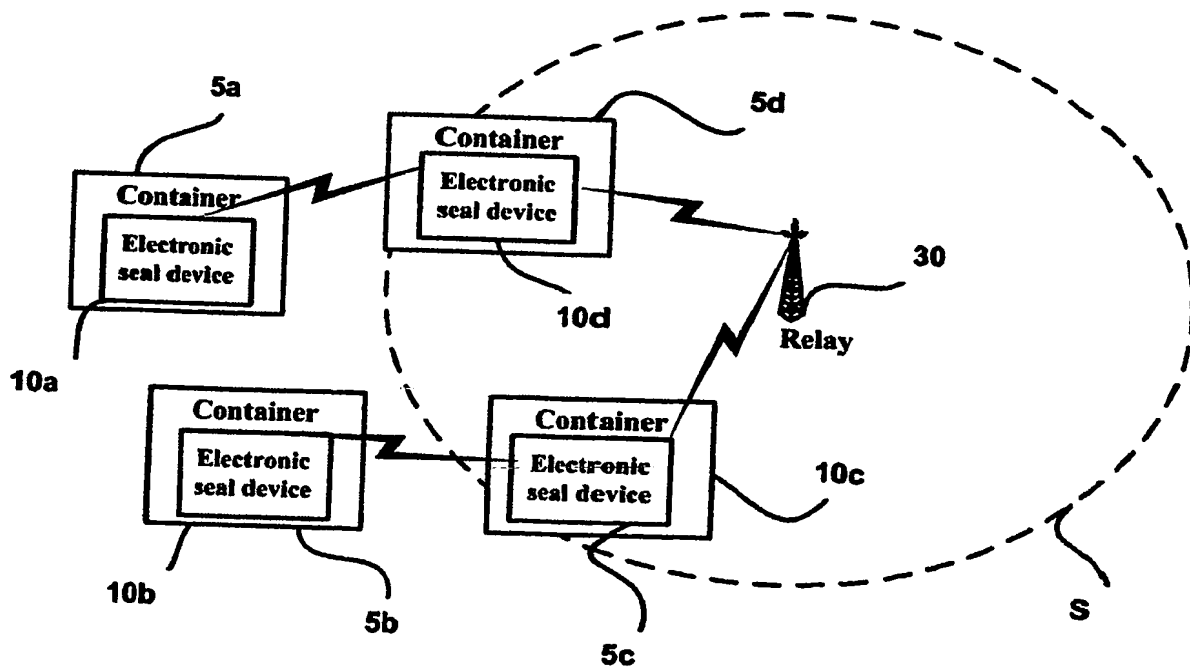 5a
5d
Container
Electronic
seal device
Container
Electronic
seal device
30
10d
Relay
10a
Container
Electronic
seal device
Container
Electronic
seal device
10c
10b
5b
5c
S